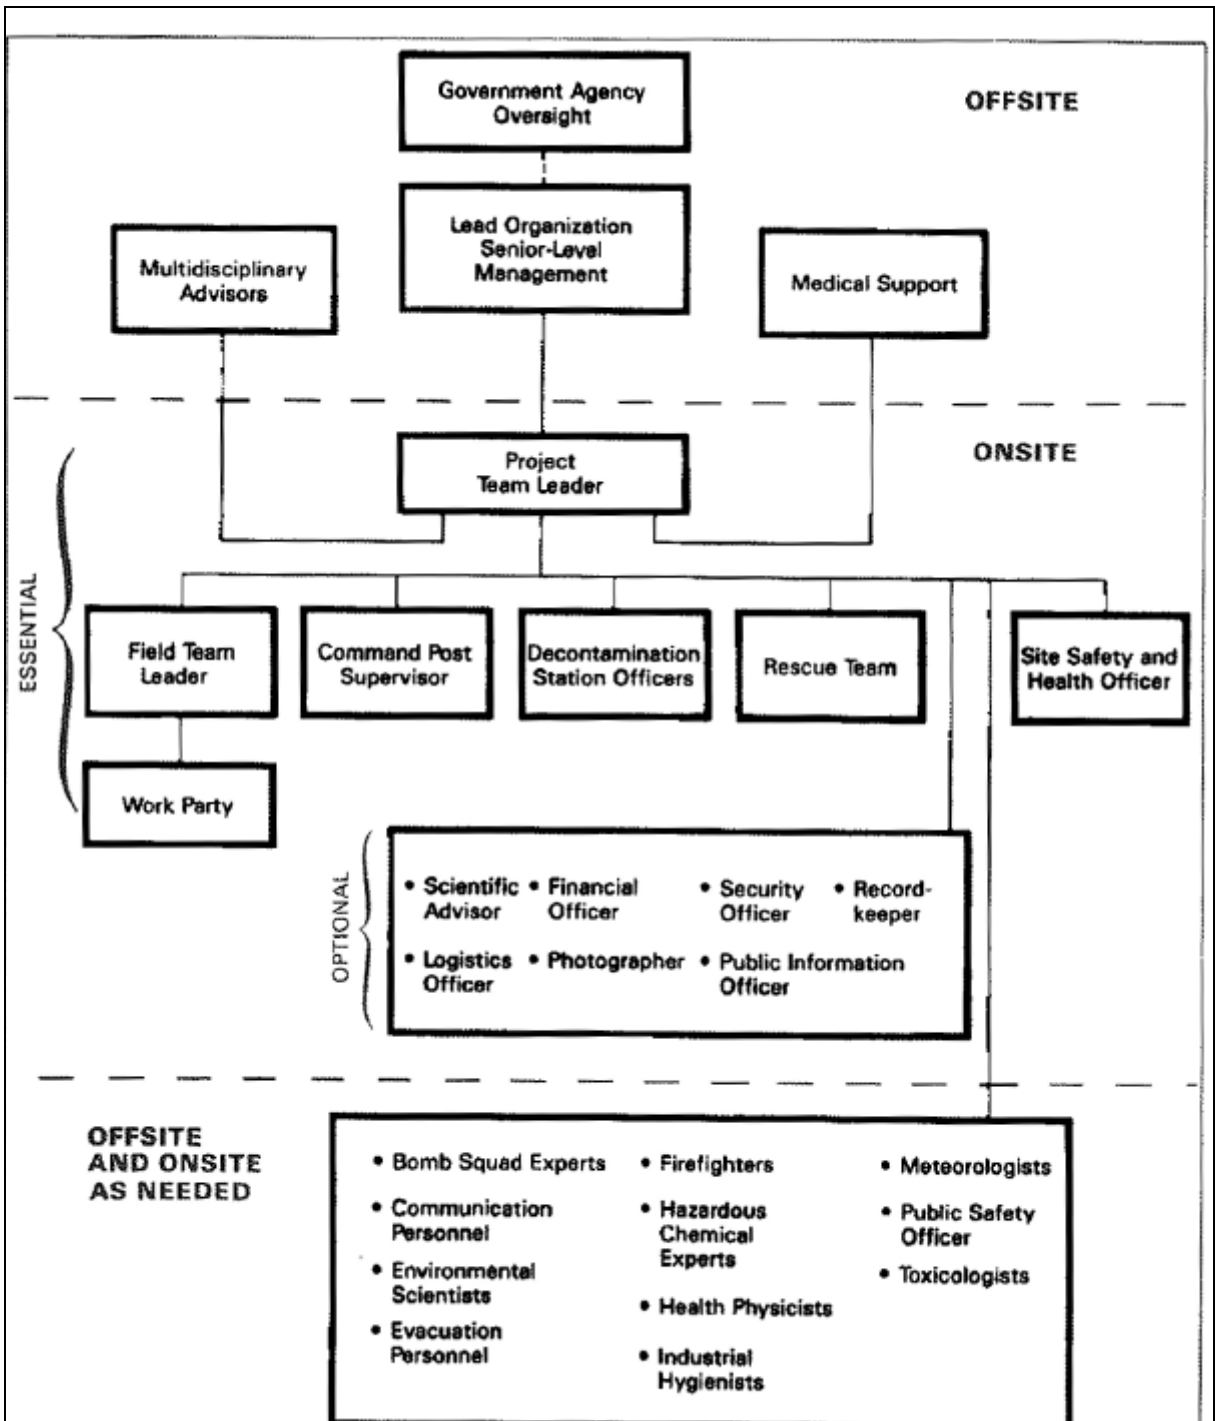 Government Agency
Oversight
OFFSITE
Lead Organization
Senior-Level
Management
Multidisciplinary
Advisors
Medical Support
ONSITE
Project
Team Leader
ESSENTIAL
Field Team
Leader
Command Post
Supervisor
Decontamination
Station Officers
Rescue Team
Site Safety and
Health Officer
Work Party
OPTIONAL
• Scientific
Advisor
• Financial
Officer
• Security
Officer
• Record-
keeper
• Logistics
Officer
• Photographer
• Public Information
Officer
OFFSITE
AND ONSITE
AS NEEDED
• Bomb Squad Experts
• Communication
Personnel
• Environmental
Scientists
• Evacuation
Personnel
• Firefighters
• Hazardous
Chemical
Experts
• Health Physicists
• Industrial
Hygienists
• Meteorologists
• Public Safety
Officer
• Toxicologists